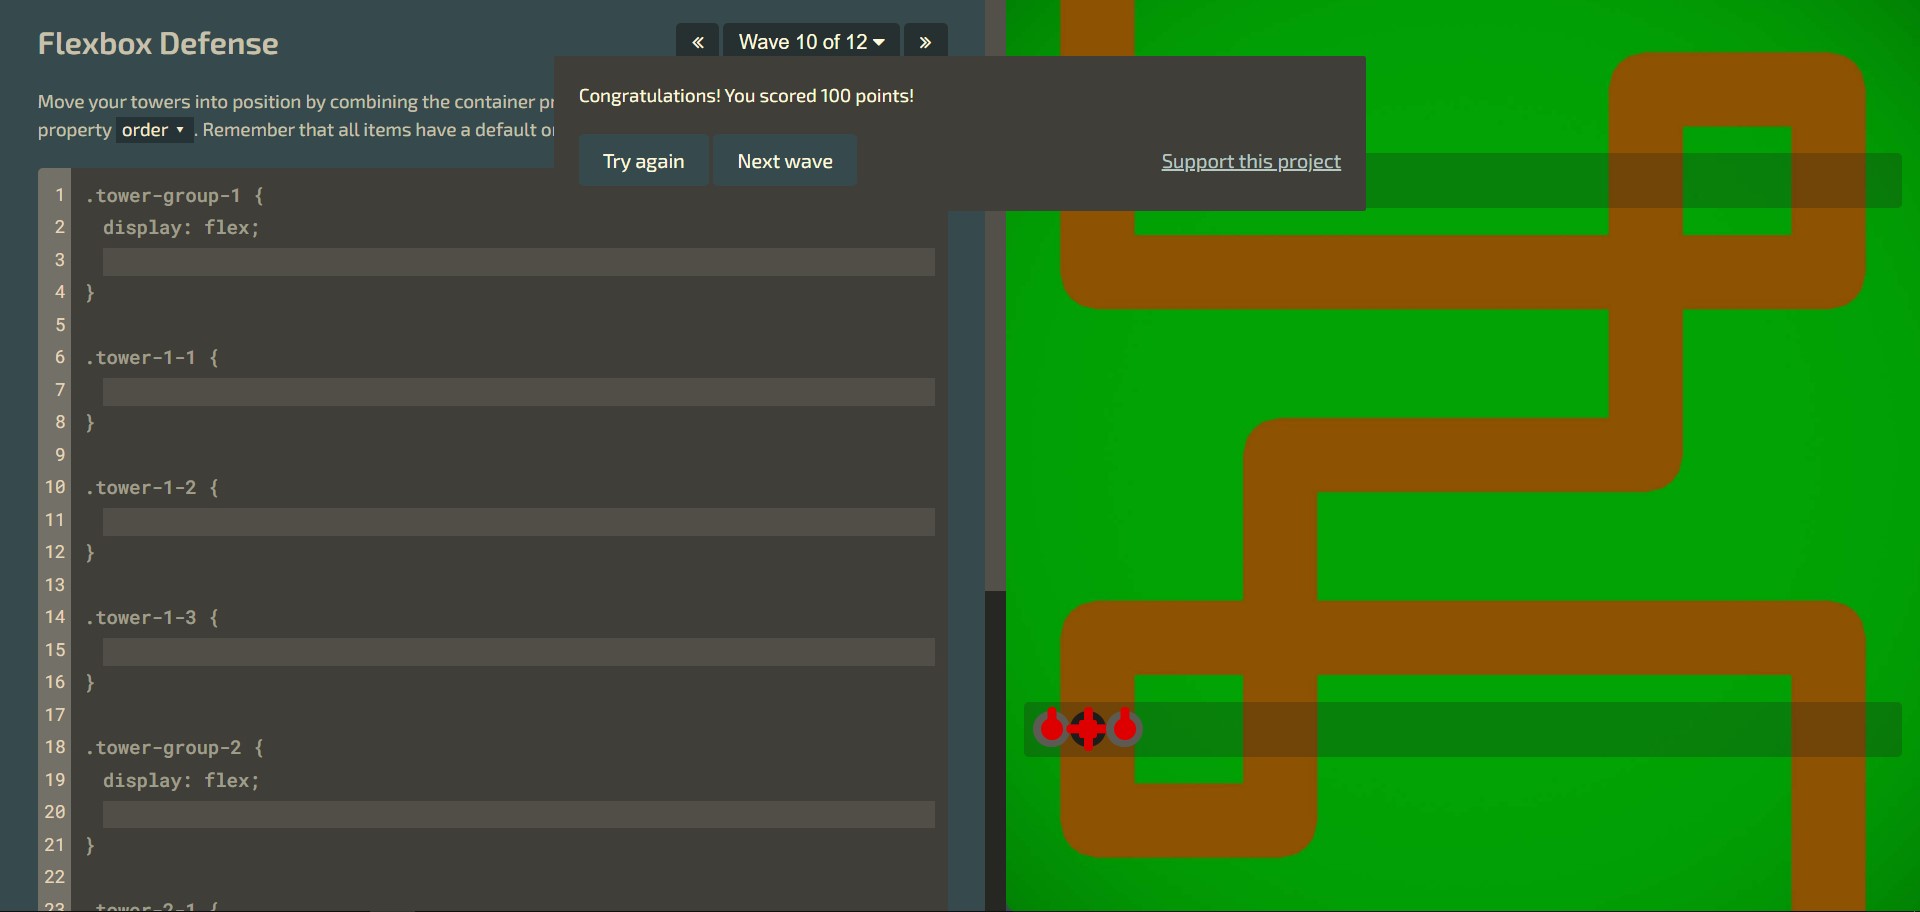 Flexbox Defense
« Wave 10 of 12 »
Move your towers into position by combining the container
property order . Remember that all items have a default
Congratulations! You scored 100 points!
Try again Next wave Support this project
1 .tower-group-1 {
2 display: flex;
3
4 }
5
6 .tower-1-1 {
7
8 }
9
10 .tower-1-2 {
11
12 }
13
14 .tower-1-3 {
15
16 }
17
18 .tower-group-2 {
19 display: flex;
20
21 }
22
23 .tower-2-1 {